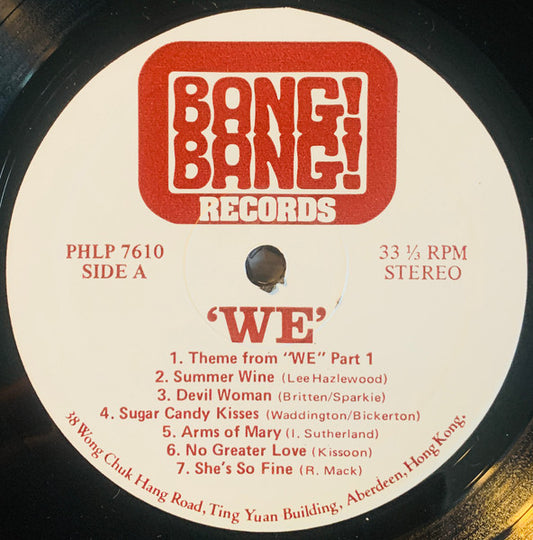 BANG!
BANG!
RECORDS
PHLP 7610
SIDE A
33 ⅓ RPM
STEREO
‘WE’
1. Theme from “WE” Part 1
2. Summer Wine (Lee Hazlewood)
3. Devil Woman (Britten/Sparkie)
4. Sugar Candy Kisses (Waddington/Bickerton)
5. Arms of Mary (I. Sutherland)
6. No Greater Love (Kissoon)
7. She's So Fine (R. Mack)
38 Wong Chuk Hang Road, Ting Yuan Building, Aberdeen, Hong Kong.